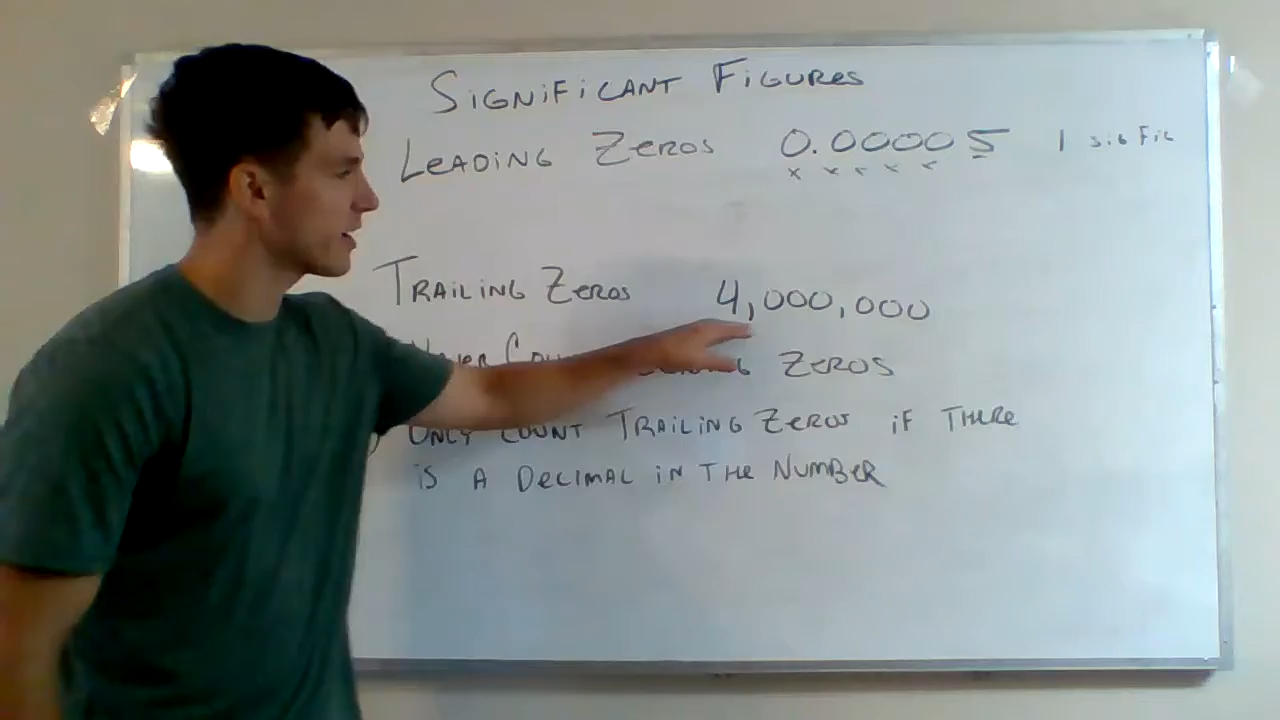 SIGNIFICANT FIGURES
LEADING ZEROS 0.00005 1 SIG FIG
x x x x x
TRAILING ZEROS 4,000,000
ZEROS
ONLY COUNT TRAILING ZEROS IF THERE
IS A DECIMAL IN THE NUMBER